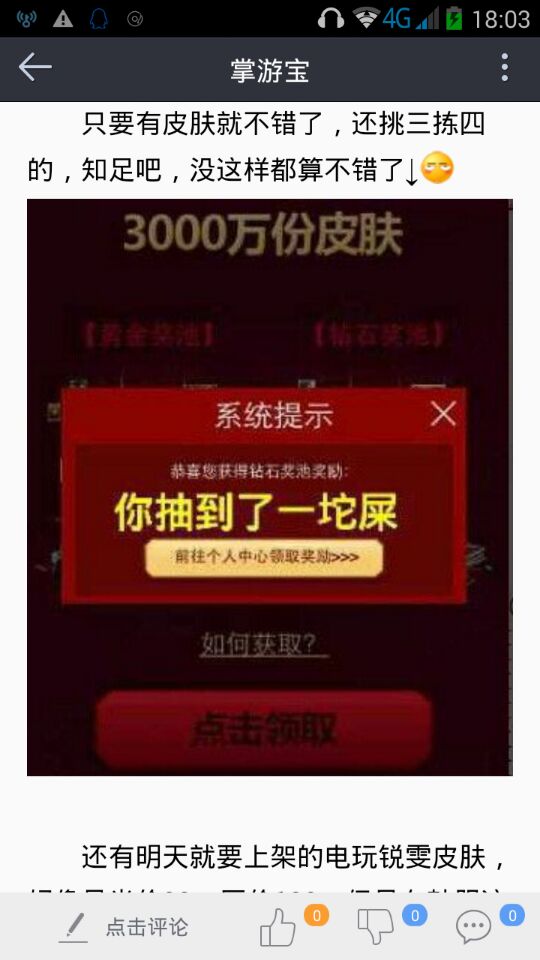 4G 18:03
掌游宝
只要有皮肤就不错了，还挑三拣四
的，知足吧，没这样都算不错了↓
3000万份皮肤
【黄金奖池】 【钻石奖池】
系统提示
恭喜您获得钻石奖池奖励：
你抽到了一坨屎
前往个人中心领取奖励>>>
如何获取？
点击领取
还有明天就要上架的电玩锐雯皮肤，
点击评论 0 0 0